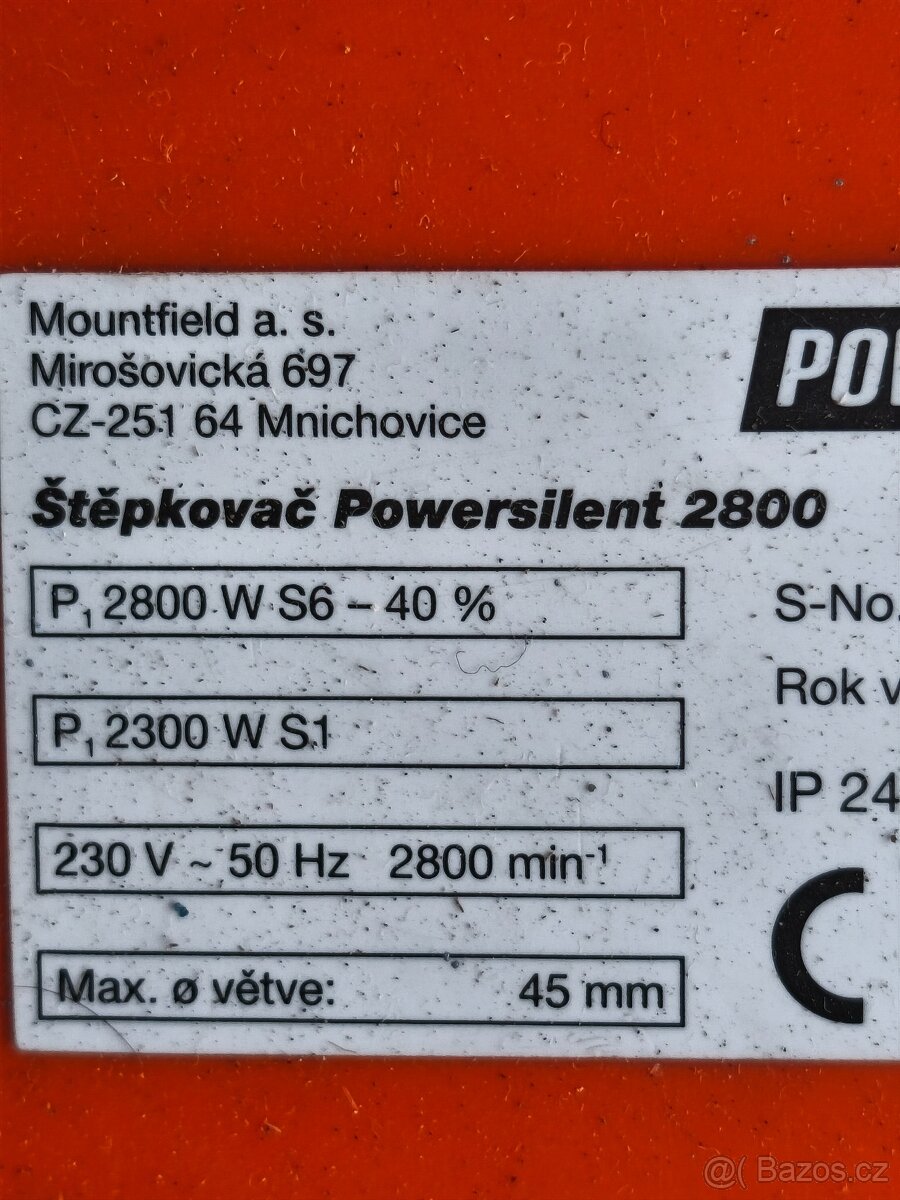 Mountfield a. s.
Mirošovická 697
CZ-251 64 Mnichovice
Štěpkovač Powersilent 2800
P₁ 2800 W S6 – 40 %
P₁ 2300 W S1
230 V ~ 50 Hz 2800 min⁻¹
Max. ø větve: 45 mm
POW
S-No.
Rok v
IP 24
C
@( Bazos.cz